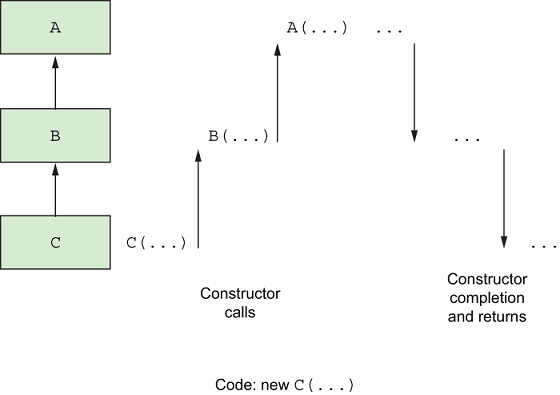 A
A(...)
...
B
B(...)
...
C
C(...)
...
Constructor
calls
Constructor
completion
and returns
Code: new C(...)